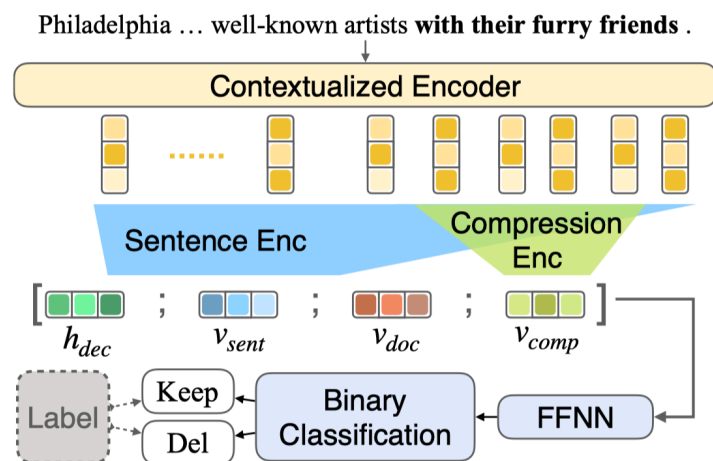 Philadelphia … well-known artists with their furry friends .
Contextualized Encoder
......
Sentence Enc
Compression
Enc
[ ; ; ; ]
h_dec v_sent v_doc v_comp
Label
Keep
Del
Binary
Classification
FFNN